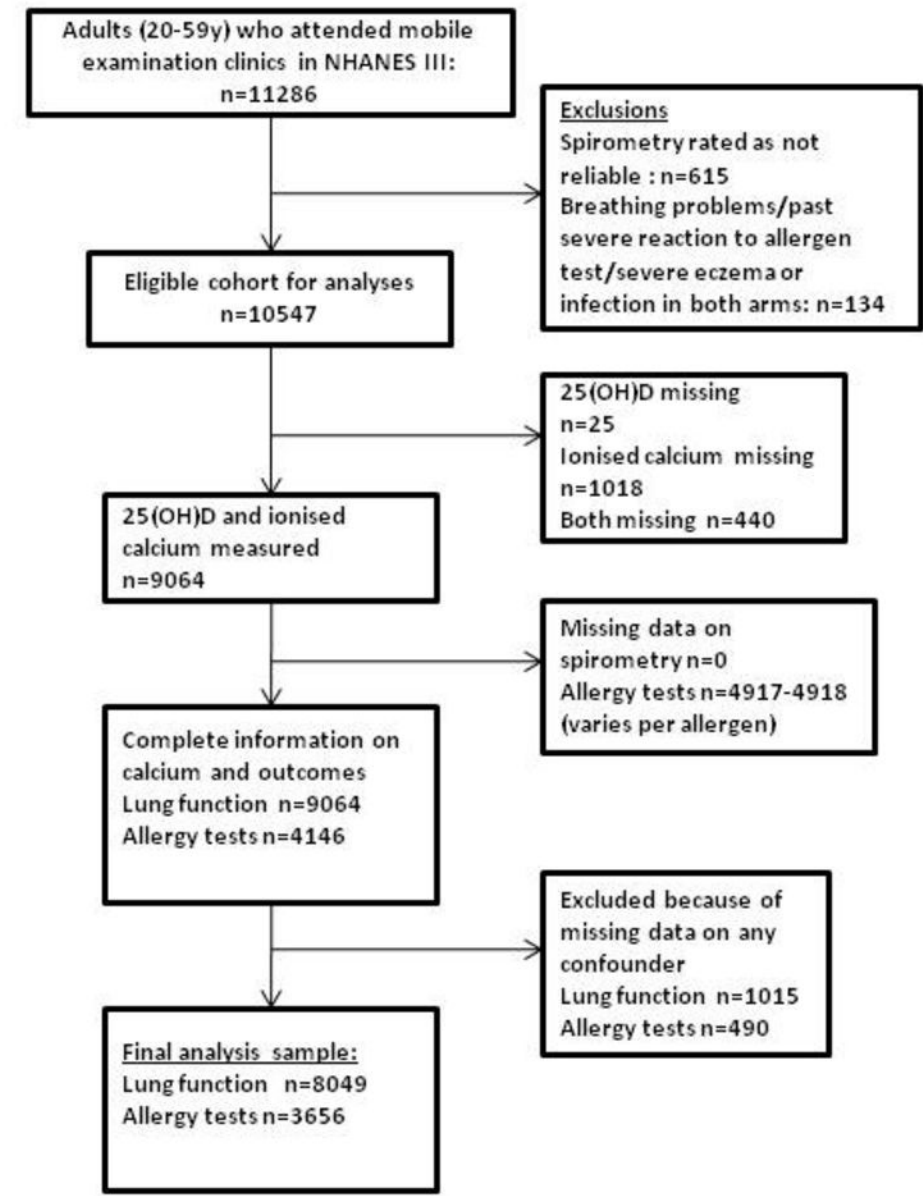 Adults (20-59y) who attended mobile
examination clinics in NHANES III:
n=11286
Exclusions
Spirometry rated as not
reliable : n=615
Breathing problems/past
severe reaction to allergen
test/severe eczema or
infection in both arms: n=134
Eligible cohort for analyses
n=10547
25(OH)D missing
n=25
Ionised calcium missing
n=1018
Both missing n=440
25(OH)D and ionised
calcium measured
n=9064
Missing data on
spirometry n=0
Allergy tests n=4917-4918
(varies per allergen)
Complete information on
calcium and outcomes
Lung function n=9064
Allergy tests n=4146
Excluded because of
missing data on any
confounder
Lung function n=1015
Allergy tests n=490
Final analysis sample:
Lung function n=8049
Allergy tests n=3656